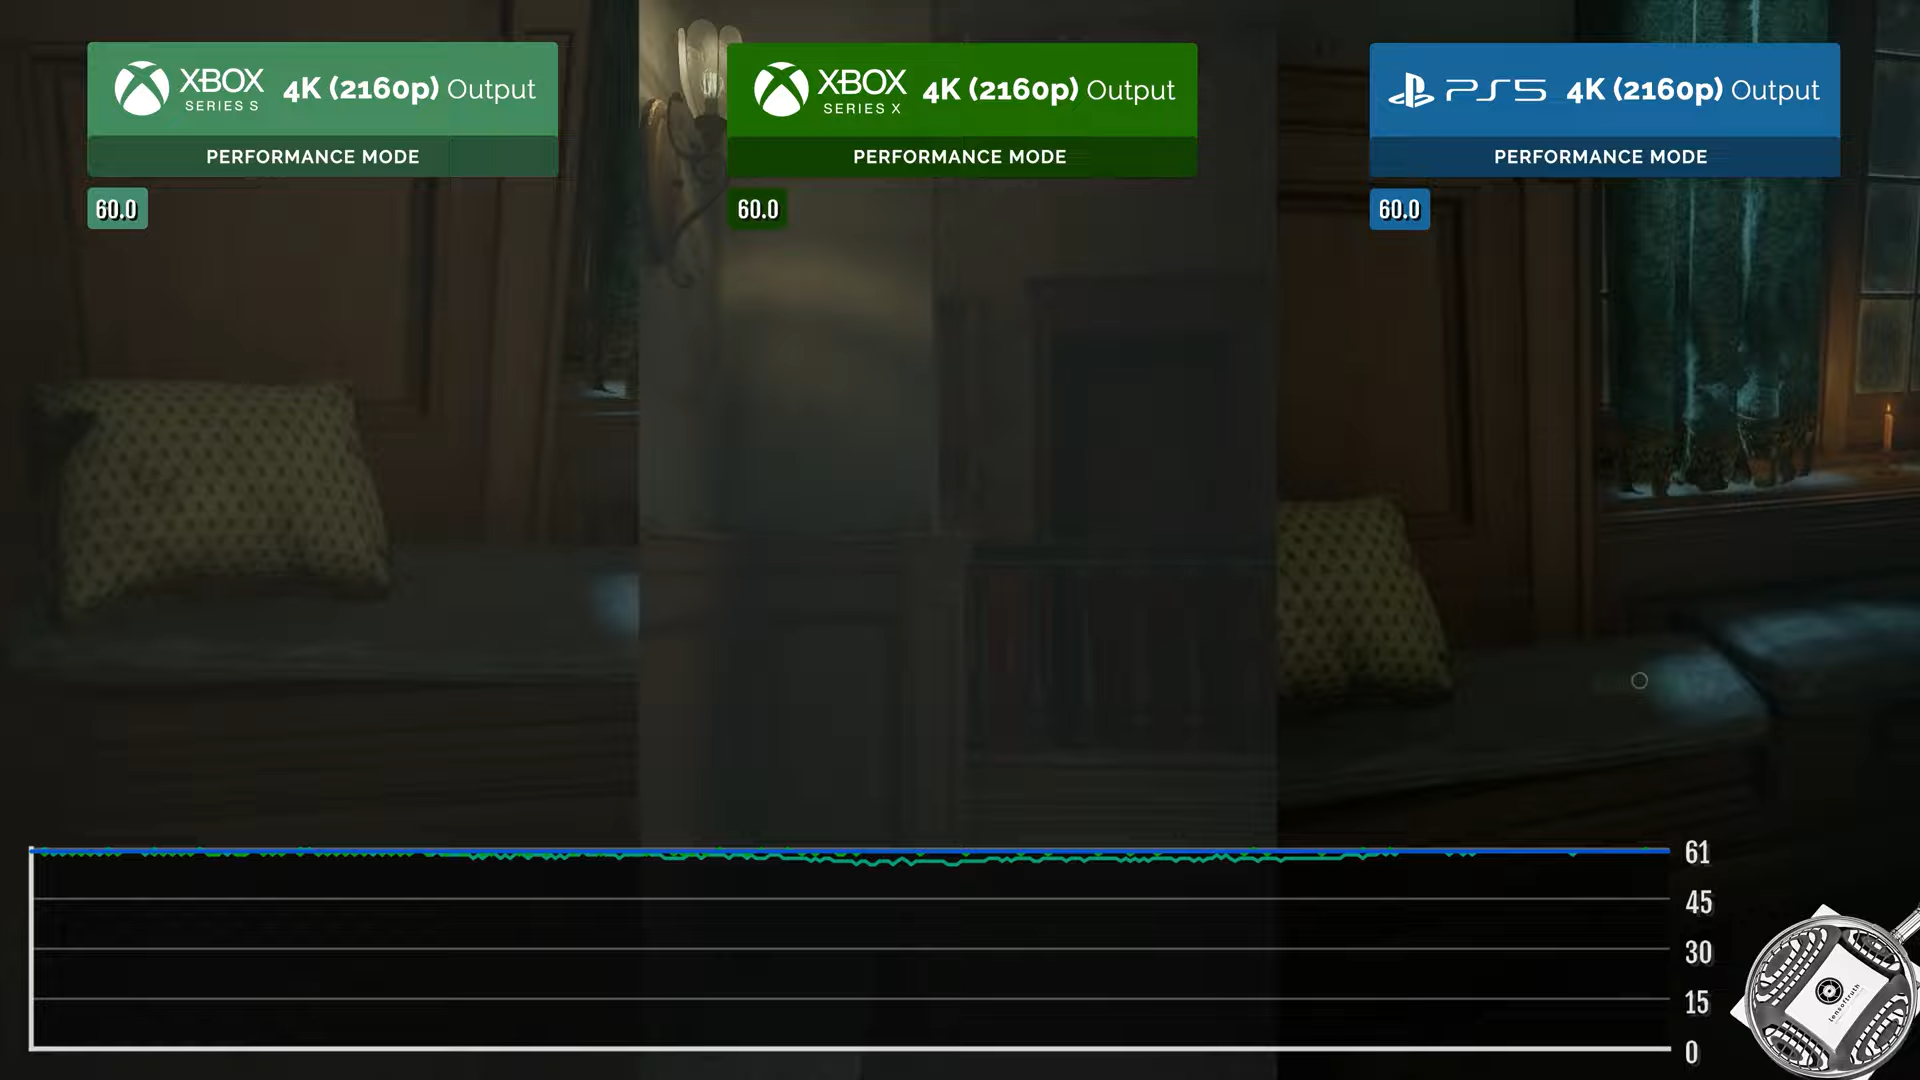 XBOX SERIES S 4K (2160p) Output
PERFORMANCE MODE
60.0
XBOX SERIES X 4K (2160p) Output
PERFORMANCE MODE
60.0
PS5 4K (2160p) Output
PERFORMANCE MODE
60.0
61
45
30
15
0
lensoftruth